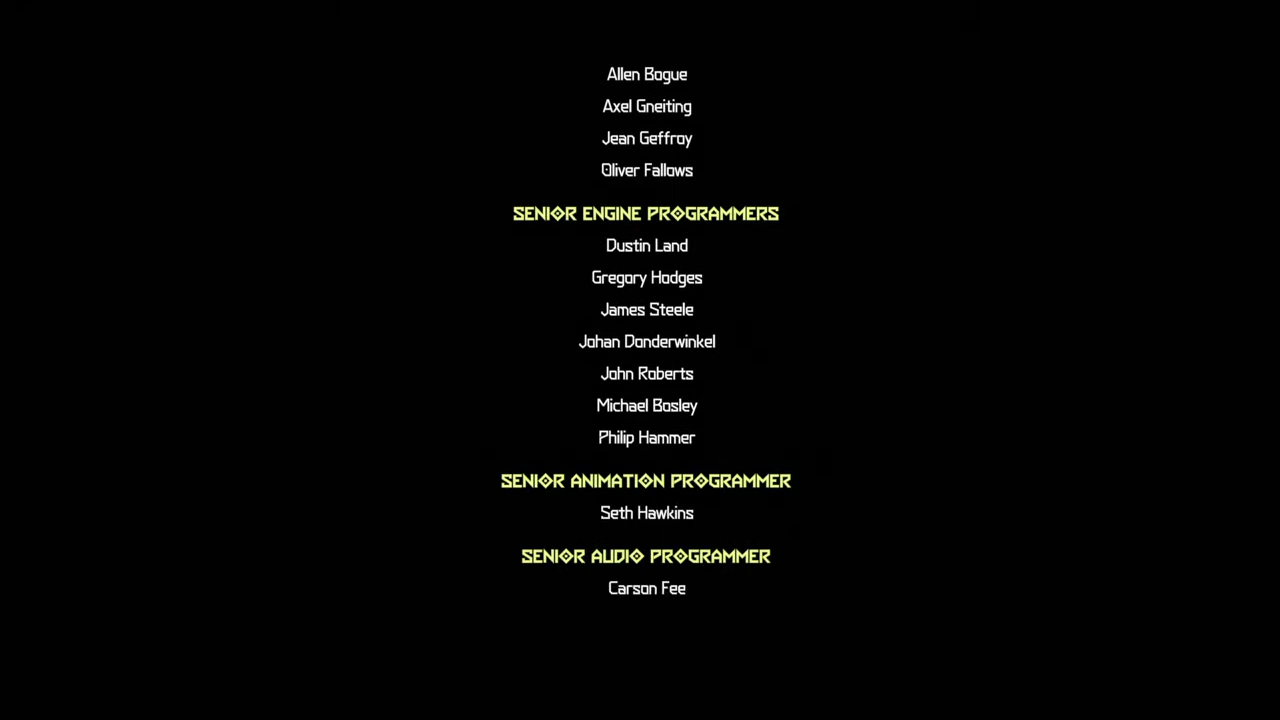 Allen Bogue
Axel Gneiting
Jean Geffroy
Oliver Fallows
SENIOR ENGINE PROGRAMMERS
Dustin Land
Gregory Hodges
James Steele
Johan Donderwinkel
John Roberts
Michael Bosley
Philip Hammer
SENIOR ANIMATION PROGRAMMER
Seth Hawkins
SENIOR AUDIO PROGRAMMER
Carson Fee